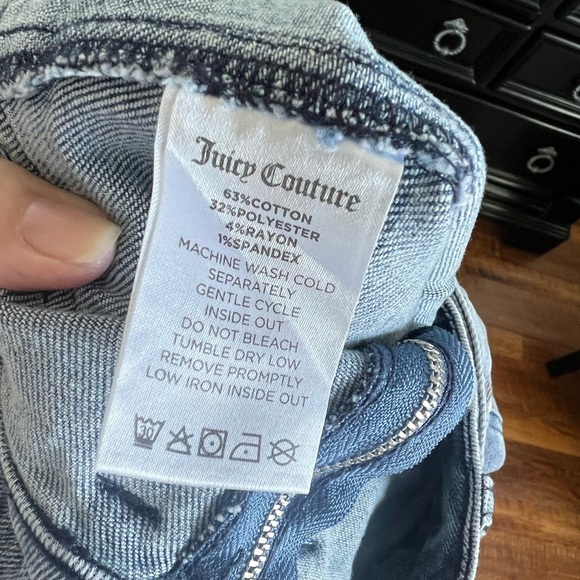 Juicy Couture
63%COTTON
32%POLYESTER
4%RAYON
1%SPANDEX
MACHINE WASH COLD
SEPARATELY
GENTLE CYCLE
INSIDE OUT
DO NOT BLEACH
TUMBLE DRY LOW
REMOVE PROMPTLY
LOW IRON INSIDE OUT
30